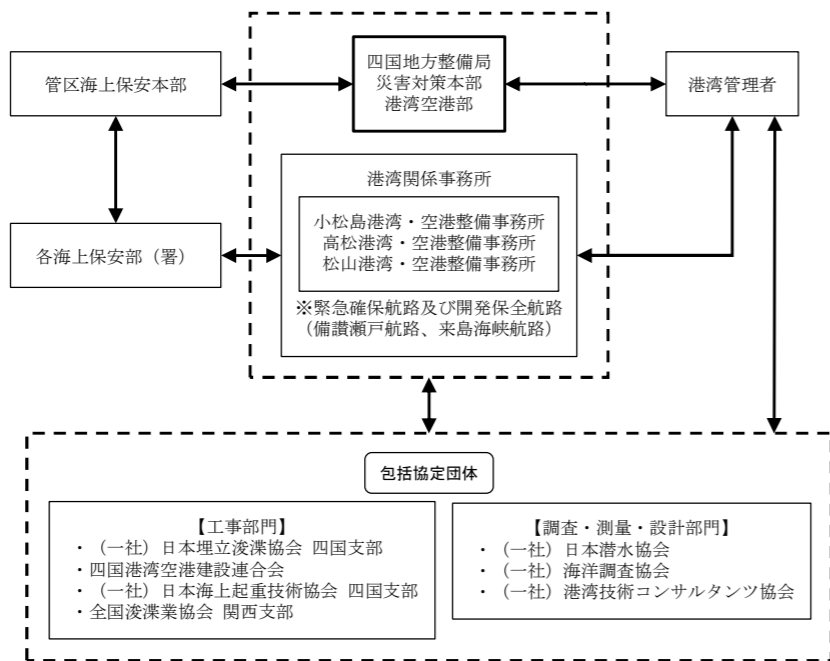 四国地方整備局
災害対策本部
港湾空港部
管区海上保安本部
港湾管理者
港湾関係事務所
小松島港湾・空港整備事務所
高松港湾・空港整備事務所
松山港湾・空港整備事務所
各海上保安部（署）
※緊急確保航路及び開発保全航路
（備讃瀬戸航路、来島海峡航路）
包括協定団体
【工事部門】
・（一社）日本埋立浚渫協会 四国支部
・四国港湾空港建設連合会
・（一社）日本海上起重技術協会 四国支部
・全国浚渫業協会 関西支部
【調査・測量・設計部門】
・（一社）日本潜水協会
・（一社）海洋調査協会
・（一社）港湾技術コンサルタンツ協会